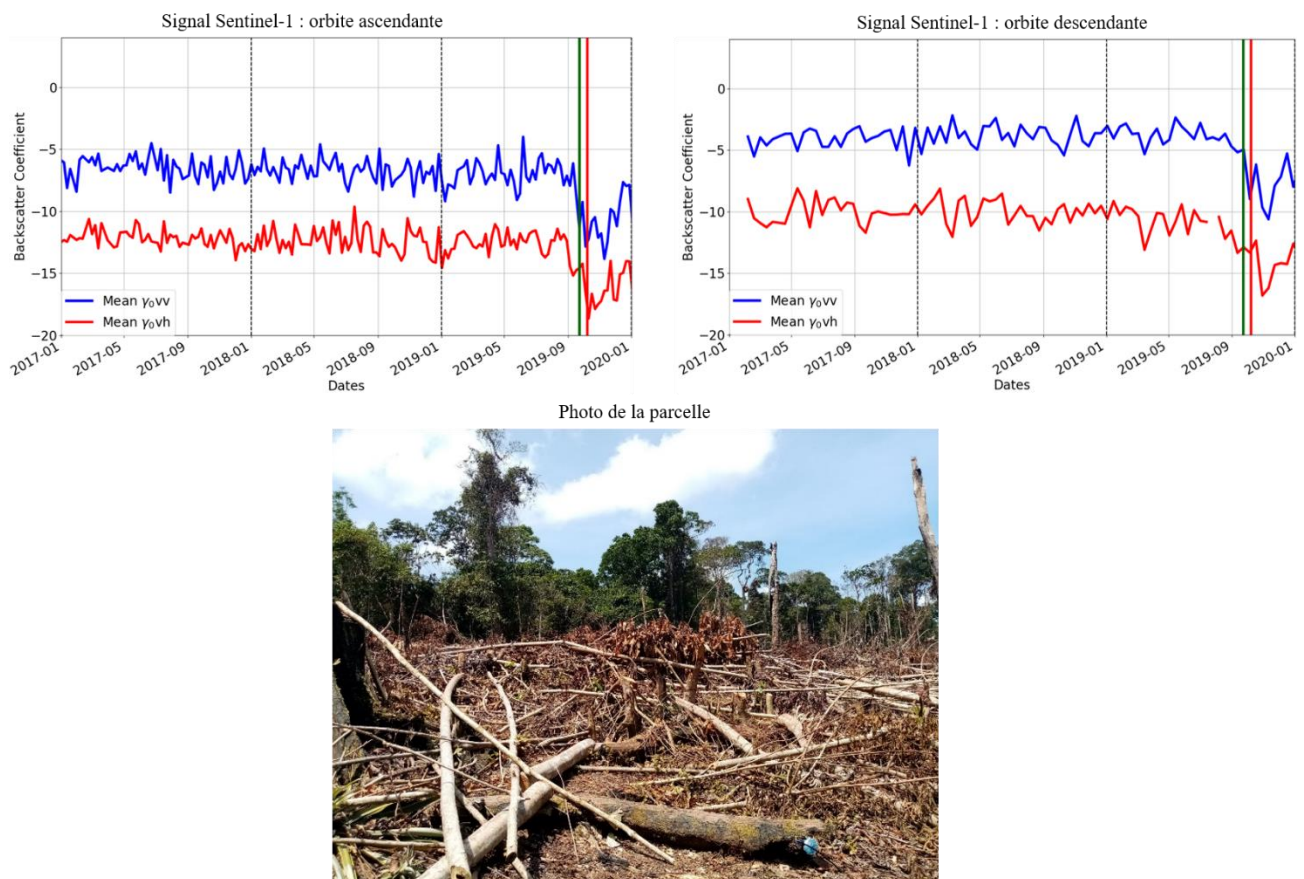 Signal Sentinel-1 : orbite ascendante
Backscatter Coefficient
0
−5
−10
−15
−20
Mean γ₀vv
Mean γ₀vh
2017-01
2017-05
2017-09
2018-01
2018-05
2018-09
2019-01
2019-05
2019-09
2020-01
Dates
Signal Sentinel-1 : orbite descendante
Backscatter Coefficient
0
−5
−10
−15
−20
Mean γ₀vv
Mean γ₀vh
2017-01
2017-05
2017-09
2018-01
2018-05
2018-09
2019-01
2019-05
2019-09
2020-01
Dates
Photo de la parcelle